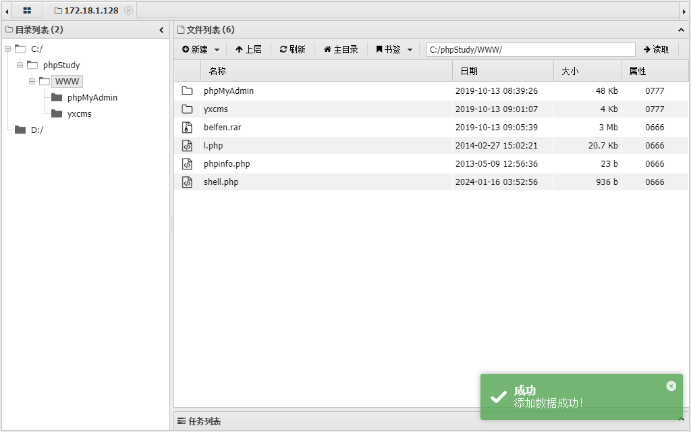 172.18.1.128
目录列表 (2)
C:/
phpStudy
WWW
phpMyAdmin
yxcms
D:/
文件列表 (6)
新建 上层 刷新 主目录 书签 C:/phpStudy/WWW/ 读取
名称 日期 大小 属性
phpMyAdmin 2019-10-13 08:39:26 48 Kb 0777
yxcms 2019-10-13 09:01:07 4 Kb 0777
beifen.rar 2019-10-13 09:05:39 3 Mb 0666
l.php 2014-02-27 15:02:21 20.7 Kb 0666
phpinfo.php 2013-05-09 12:56:36 23 b 0666
shell.php 2024-01-16 03:52:56 936 b 0666
成功
添加数据成功!
任务列表